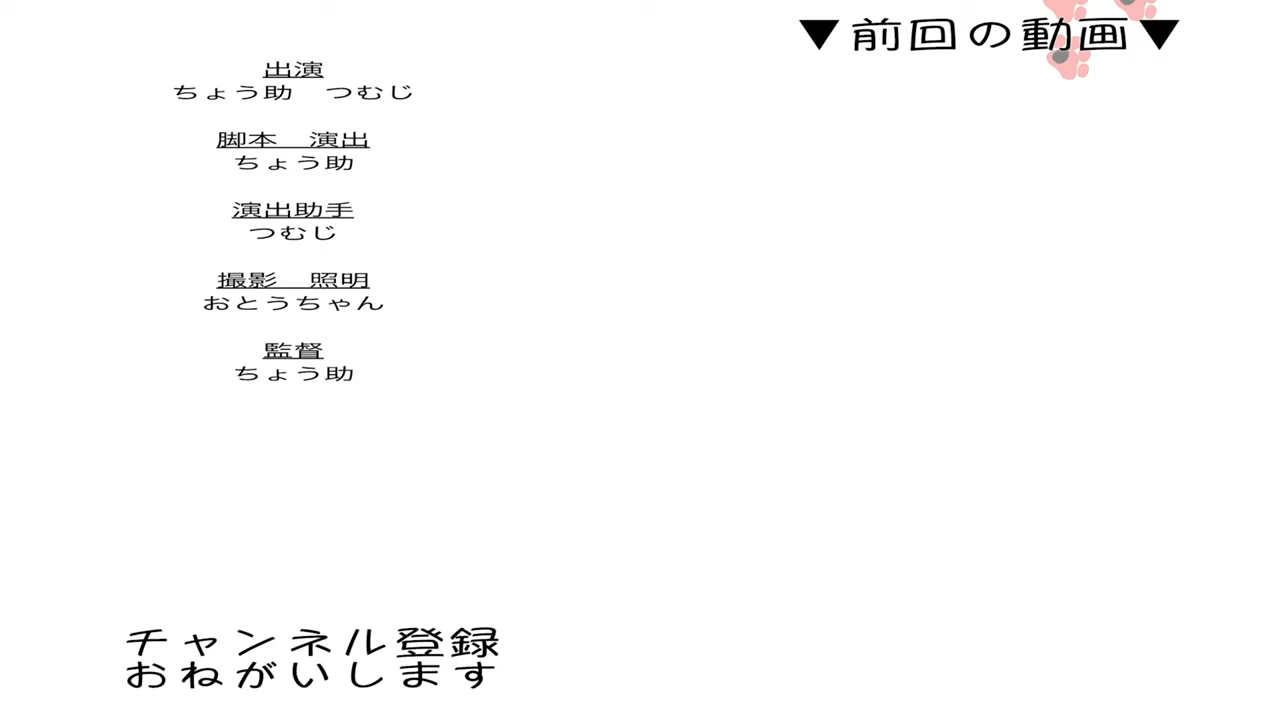 ▼前回の動画▼
出演
ちょう助　つむじ
脚本　演出
ちょう助
演出助手
つむじ
撮影　照明
おとうちゃん
監督
ちょう助
チャンネル登録
おねがいします